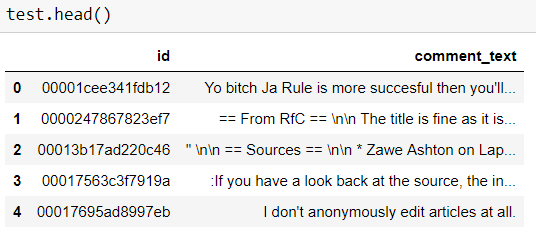 test.head()
id comment_text
0 00001cee341fdb12 Yo bitch Ja Rule is more succesful then you'll...
1 0000247867823ef7 == From RfC == \n\n The title is fine as it is...
2 00013b17ad220c46 " \n\n == Sources == \n\n * Zawe Ashton on Lap...
3 00017563c3f7919a :If you have a look back at the source, the in...
4 00017695ad8997eb I don't anonymously edit articles at all.